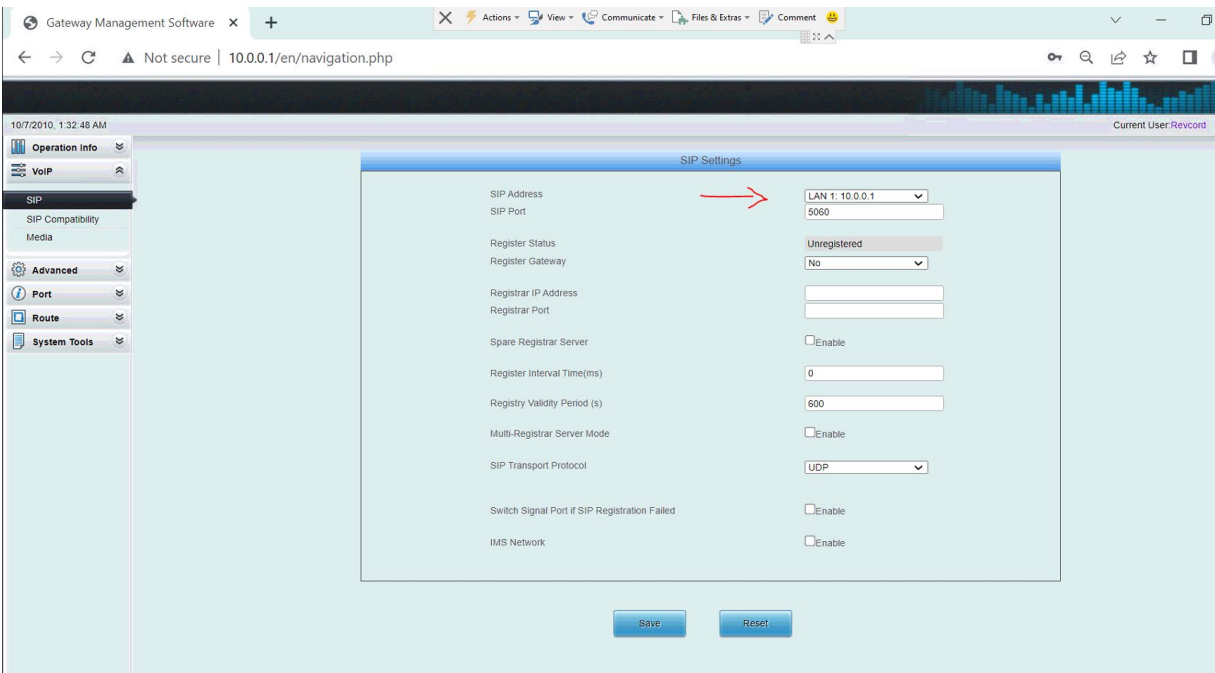 Gateway Management Software
Actions View Communicate Files & Extras Comment
Not secure 10.0.0.1/en/navigation.php
10/7/2010, 1:32:48 AM
Current User:Revcord
Operation Info
VoIP
SIP
SIP Compatibility
Media
Advanced
Port
Route
System Tools
SIP Settings
SIP Address LAN 1: 10.0.0.1
SIP Port 5060
Register Status Unregistered
Register Gateway No
Registrar IP Address
Registrar Port
Spare Registrar Server Enable
Register Interval Time(ms) 0
Registry Validity Period (s) 600
Multi-Registrar Server Mode Enable
SIP Transport Protocol UDP
Switch Signal Port if SIP Registration Failed Enable
IMS Network Enable
Save Reset